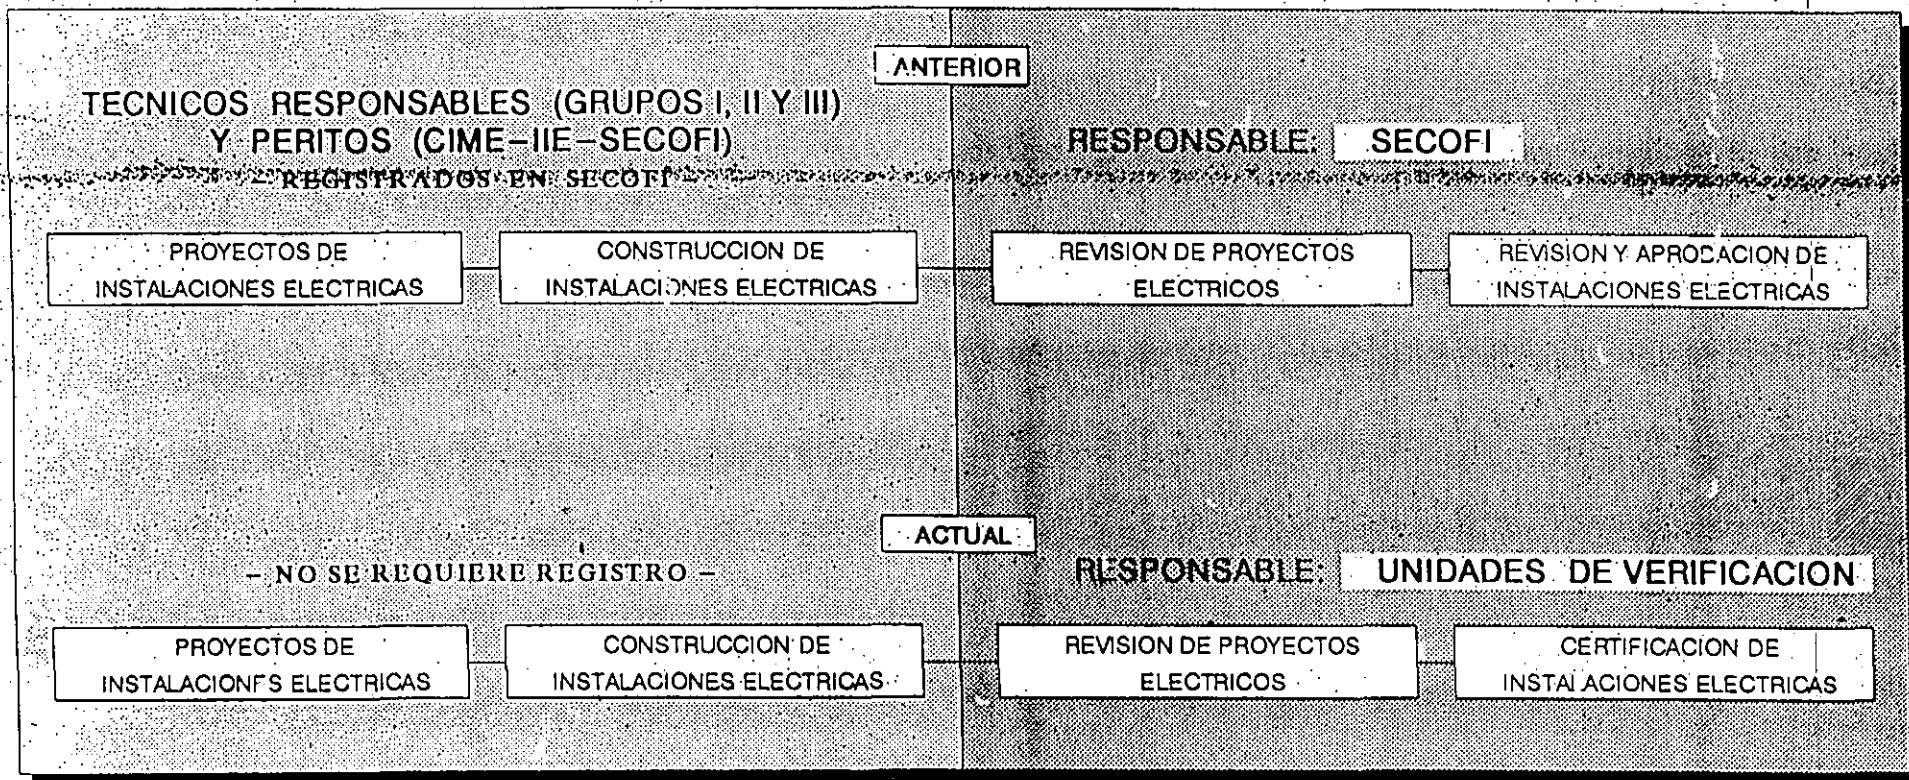 ANTERIOR
TECNICOS RESPONSABLES (GRUPOS I, II Y III)
Y PERITOS (CIME-IIE-SECOFI)
- REGISTRADOS EN SECOFI -
RESPONSABLE: SECOFI
PROYECTOS DE
INSTALACIONES ELECTRICAS
CONSTRUCCION DE
INSTALACIONES ELECTRICAS
REVISION DE PROYECTOS
ELECTRICOS
REVISION Y APROBACION DE
INSTALACIONES ELECTRICAS
ACTUAL
- NO SE REQUIERE REGISTRO -
RESPONSABLE: UNIDADES DE VERIFICACION
PROYECTOS DE
INSTALACIONES ELECTRICAS
CONSTRUCCION DE
INSTALACIONES ELECTRICAS
REVISION DE PROYECTOS
ELECTRICOS
CERTIFICACION DE
INSTALACIONES ELECTRICAS